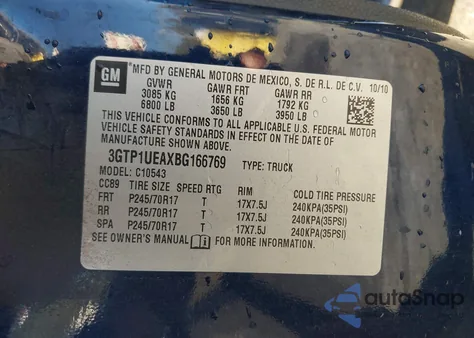 GM
MFD BY GENERAL MOTORS DE MEXICO, S. DE R.L. DE C.V. 10/10
GVWR GAWR FRT GAWR RR
3085 KG 1656 KG 1792 KG
6800 LB 3650 LB 3950 LB
THIS VEHICLE CONFORMS TO ALL APPLICABLE U.S. FEDERAL MOTOR
VEHICLE SAFETY STANDARDS IN EFFECT ON THE DATE OF
MANUFACTURE SHOWN ABOVE.
3GTP1UEAXBG166769 TYPE: TRUCK
MODEL: C10543
CC89 TIRE SIZE SPEED RTG RIM COLD TIRE PRESSURE
FRT P245/70R17 T 17X7.5J 240KPA(35PSI)
RR P245/70R17 T 17X7.5J 240KPA(35PSI)
SPA P245/70R17 T 17X7.5J 240KPA(35PSI)
SEE OWNER'S MANUAL FOR MORE INFORMATION.
autoSnap